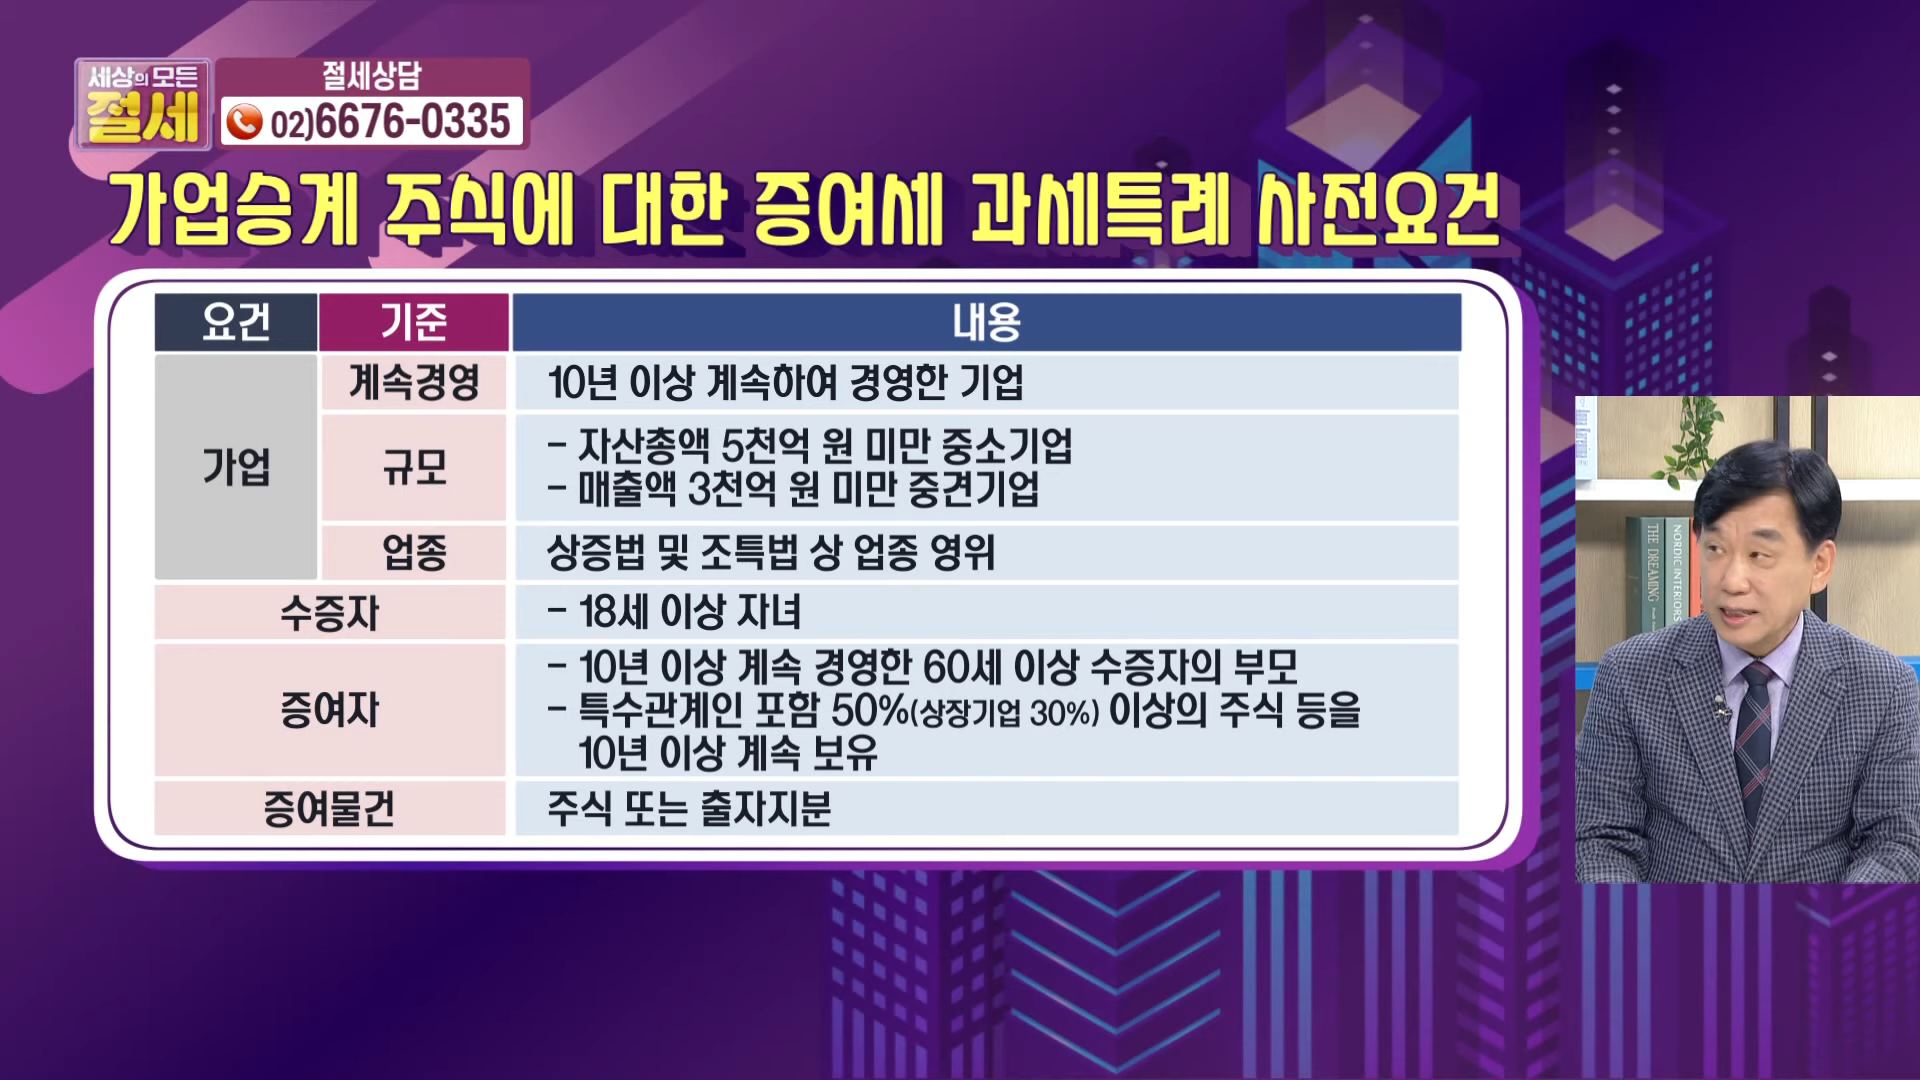 세상의 모든
절세
절세상담
02)6676-0335
가업승계 주식에 대한 증여세 과세특례 사전요건
요건 기준 내용
가업
계속경영 10년 이상 계속하여 경영한 기업
규모
- 자산총액 5천억 원 미만 중소기업
- 매출액 3천억 원 미만 중견기업
업종 상증법 및 조특법 상 업종 영위
수증자 - 18세 이상 자녀
증여자
- 10년 이상 계속 경영한 60세 이상 수증자의 부모
- 특수관계인 포함 50%(상장기업 30%) 이상의 주식 등을
10년 이상 계속 보유
증여물건 주식 또는 출자지분
THE DREAMING
NORDIC INTERIORS